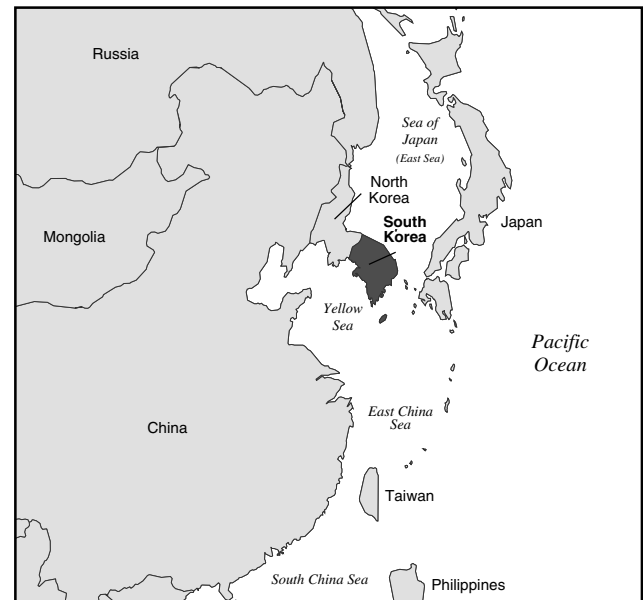 Russia
Sea of
Japan
(East Sea)
North
Korea
South
Korea
Japan
Mongolia
Yellow
Sea
Pacific
Ocean
East China
Sea
China
Taiwan
South China Sea
Philippines